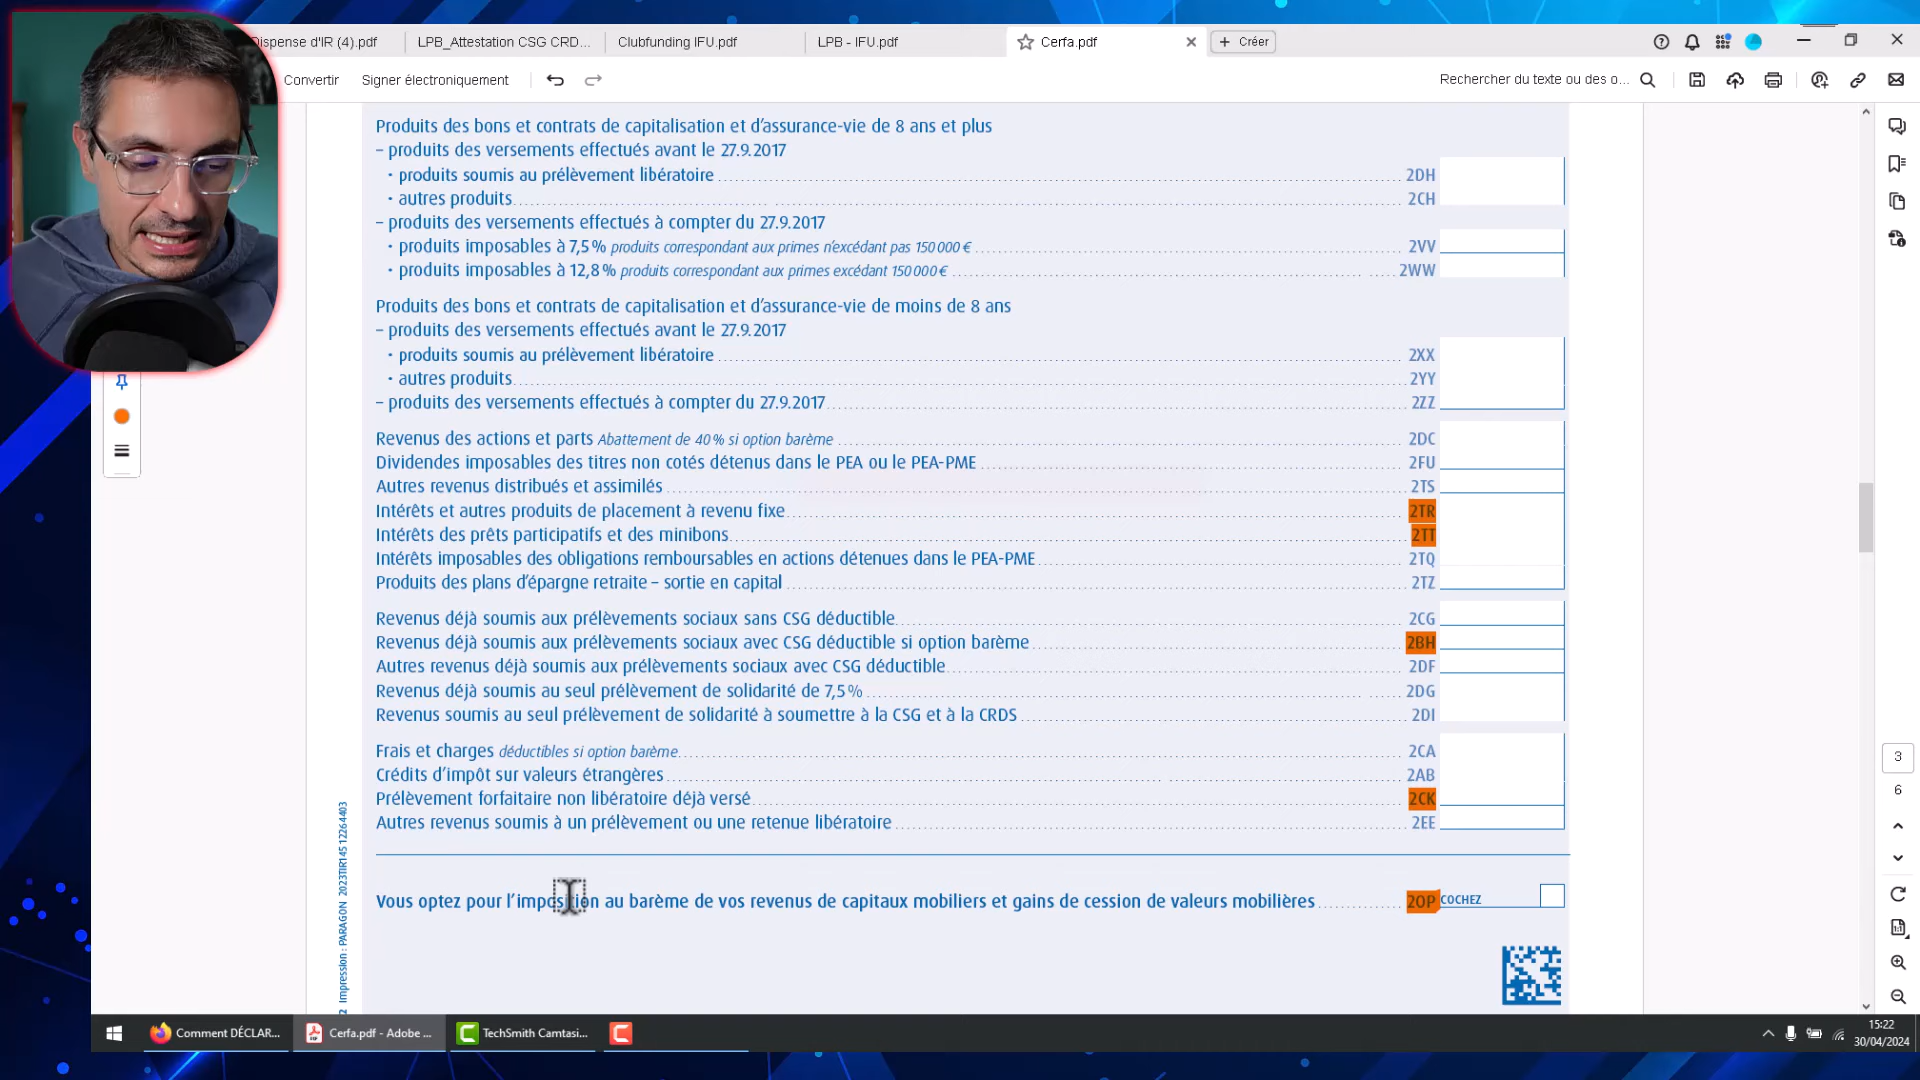 Dispense d'IR (4).pdf
LPB_Attestation CSG CRD...
Clubfunding IFU.pdf
LPB - IFU.pdf
Cerfa.pdf
Créer
Convertir
Signer électroniquement
Rechercher du texte ou des o...
Produits des bons et contrats de capitalisation et d'assurance-vie de 8 ans et plus
– produits des versements effectués avant le 27.9.2017
• produits soumis au prélèvement libératoire 2DH
• autres produits 2CH
– produits des versements effectués à compter du 27.9.2017
• produits imposables à 7,5% produits correspondant aux primes n'excédant pas 150 000 € 2VV
• produits imposables à 12,8% produits correspondant aux primes excédant 150 000 € 2WW
Produits des bons et contrats de capitalisation et d'assurance-vie de moins de 8 ans
– produits des versements effectués avant le 27.9.2017
• produits soumis au prélèvement libératoire 2XX
• autres produits 2YY
– produits des versements effectués à compter du 27.9.2017 2ZZ
Revenus des actions et parts Abattement de 40% si option barème 2DC
Dividendes imposables des titres non cotés détenus dans le PEA ou le PEA-PME 2FU
Autres revenus distribués et assimilés 2TS
Intérêts et autres produits de placement à revenu fixe 2TR
Intérêts des prêts participatifs et des minibons 2TT
Intérêts imposables des obligations remboursables en actions détenues dans le PEA-PME 2TQ
Produits des plans d'épargne retraite – sortie en capital 2TZ
Revenus déjà soumis aux prélèvements sociaux sans CSG déductible 2CG
Revenus déjà soumis aux prélèvements sociaux avec CSG déductible si option barème 2BH
Autres revenus déjà soumis aux prélèvements sociaux avec CSG déductible 2DF
Revenus déjà soumis au seul prélèvement de solidarité de 7,5% 2DG
Revenus soumis au seul prélèvement de solidarité à soumettre à la CSG et à la CRDS 2DI
Frais et charges déductibles si option barème 2CA
Crédits d'impôt sur valeurs étrangères 2AB
Prélèvement forfaitaire non libératoire déjà versé 2CK
Autres revenus soumis à un prélèvement ou une retenue libératoire 2EE
Vous optez pour l'imposition au barème de vos revenus de capitaux mobiliers et gains de cession de valeurs mobilières 2OP COCHEZ
2 Impression : PARAGON 2023TIR145 12264403
3
6
Comment DÉCLAR...
Cerfa.pdf - Adobe ...
TechSmith Camtasi...
15:22
30/04/2024